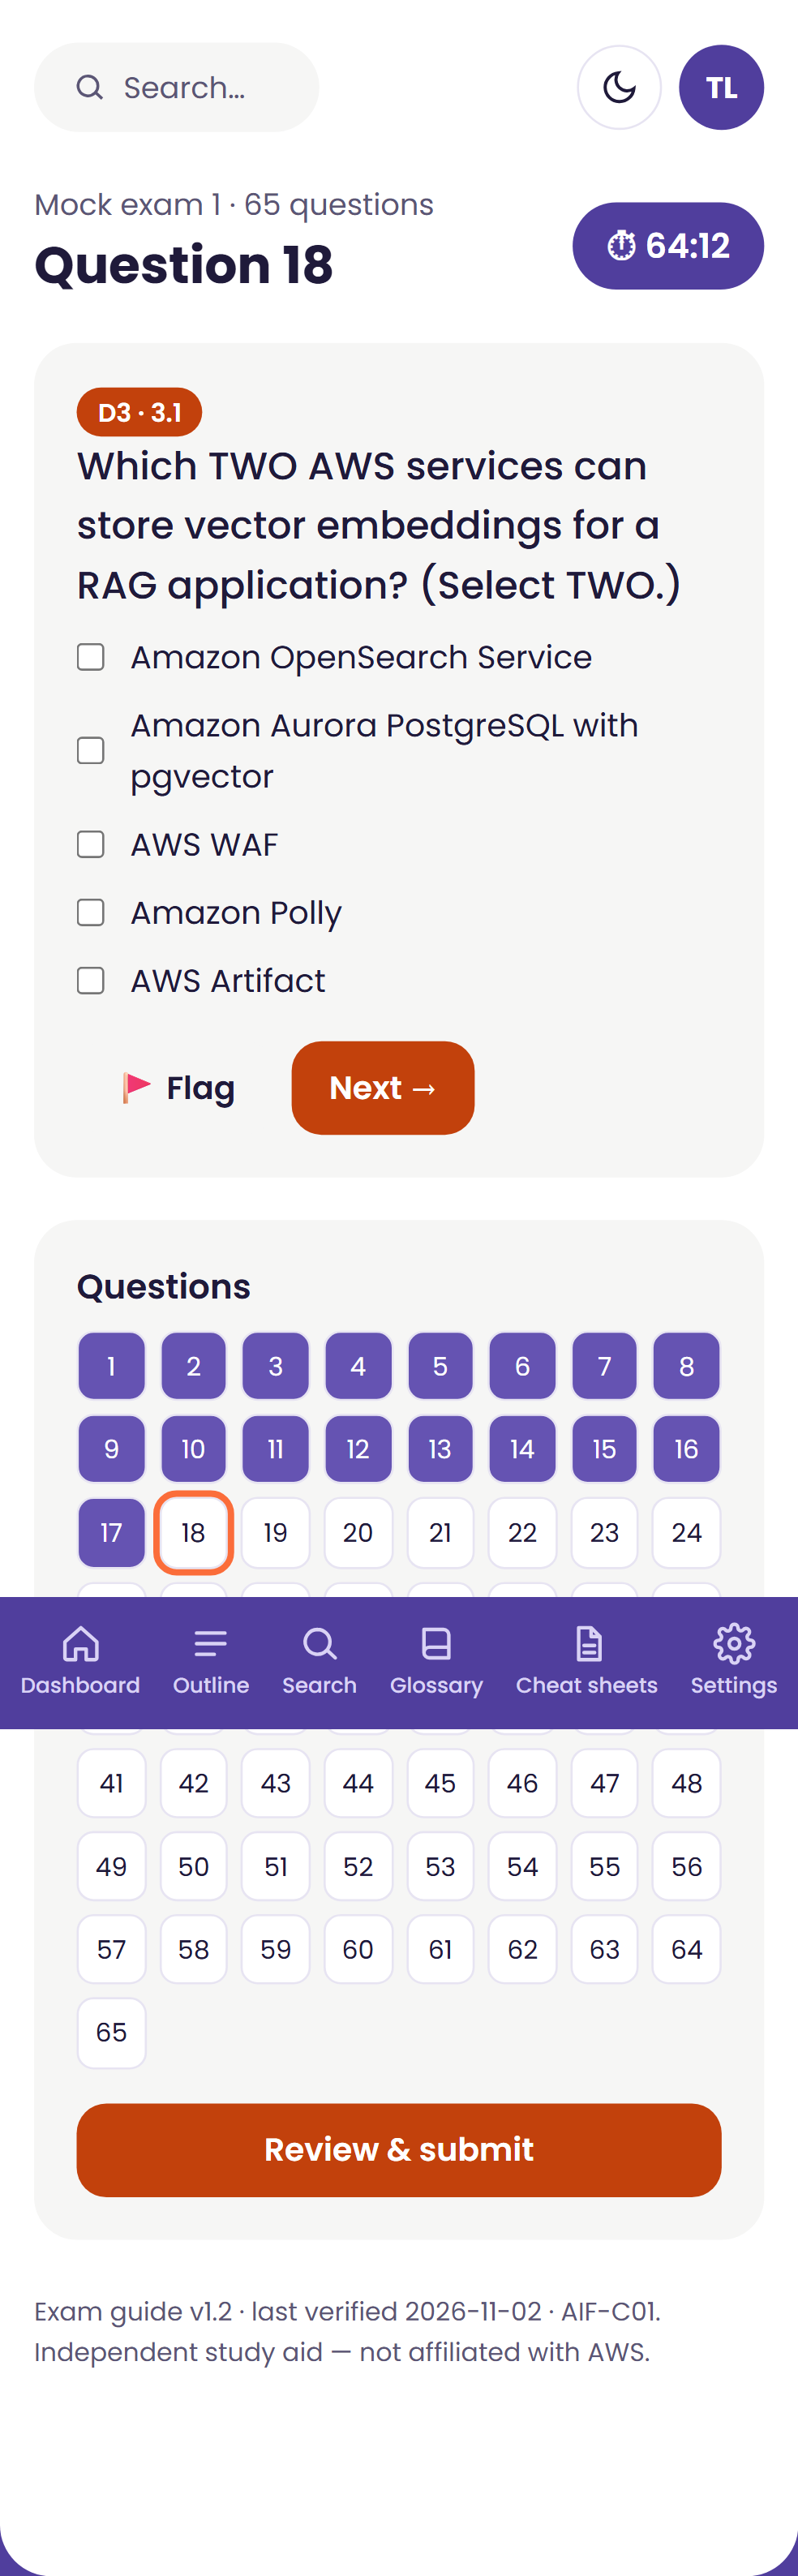 Search...
TL
Mock exam 1 · 65 questions
Question 18
⏱ 64:12
D3 · 3.1
Which TWO AWS services can
store vector embeddings for a
RAG application? (Select TWO.)
Amazon OpenSearch Service
Amazon Aurora PostgreSQL with
pgvector
AWS WAF
Amazon Polly
AWS Artifact
🚩 Flag
Next →
Questions
1 2 3 4 5 6 7 8
9 10 11 12 13 14 15 16
17 18 19 20 21 22 23 24
Dashboard Outline Search Glossary Cheat sheets Settings
41 42 43 44 45 46 47 48
49 50 51 52 53 54 55 56
57 58 59 60 61 62 63 64
65
Review & submit
Exam guide v1.2 · last verified 2026-11-02 · AIF-C01.
Independent study aid — not affiliated with AWS.